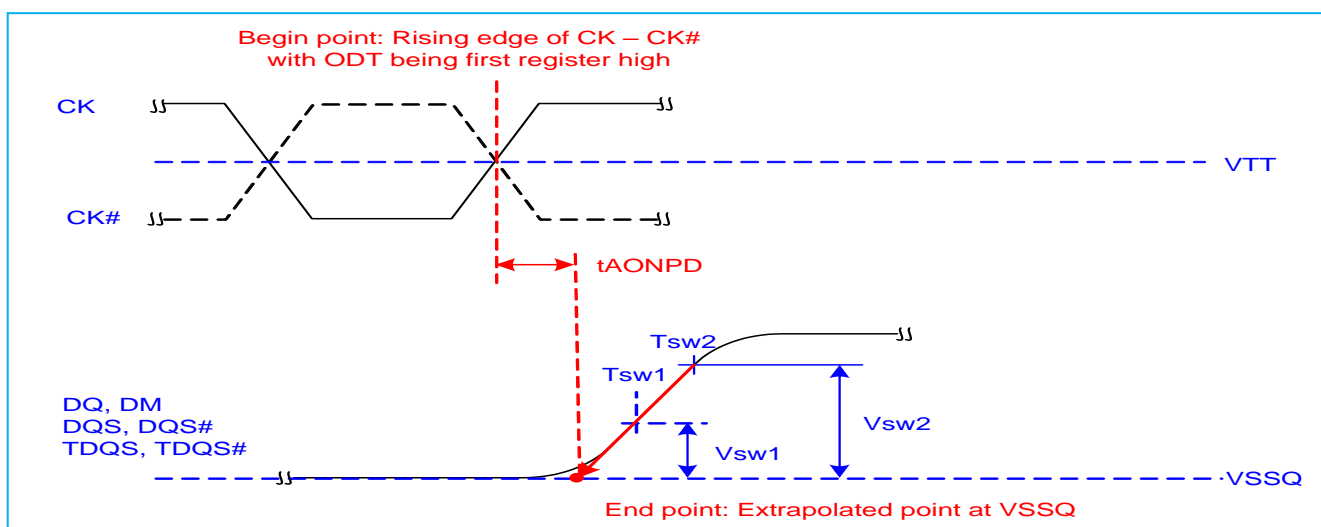 Begin point: Rising edge of CK – CK#
with ODT being first register high
CK
VTT
CK#
tAONPD
Tsw2
Tsw1
DQ, DM
DQS, DQS#
TDQS, TDQS#
Vsw2
Vsw1
VSSQ
End point: Extrapolated point at VSSQ